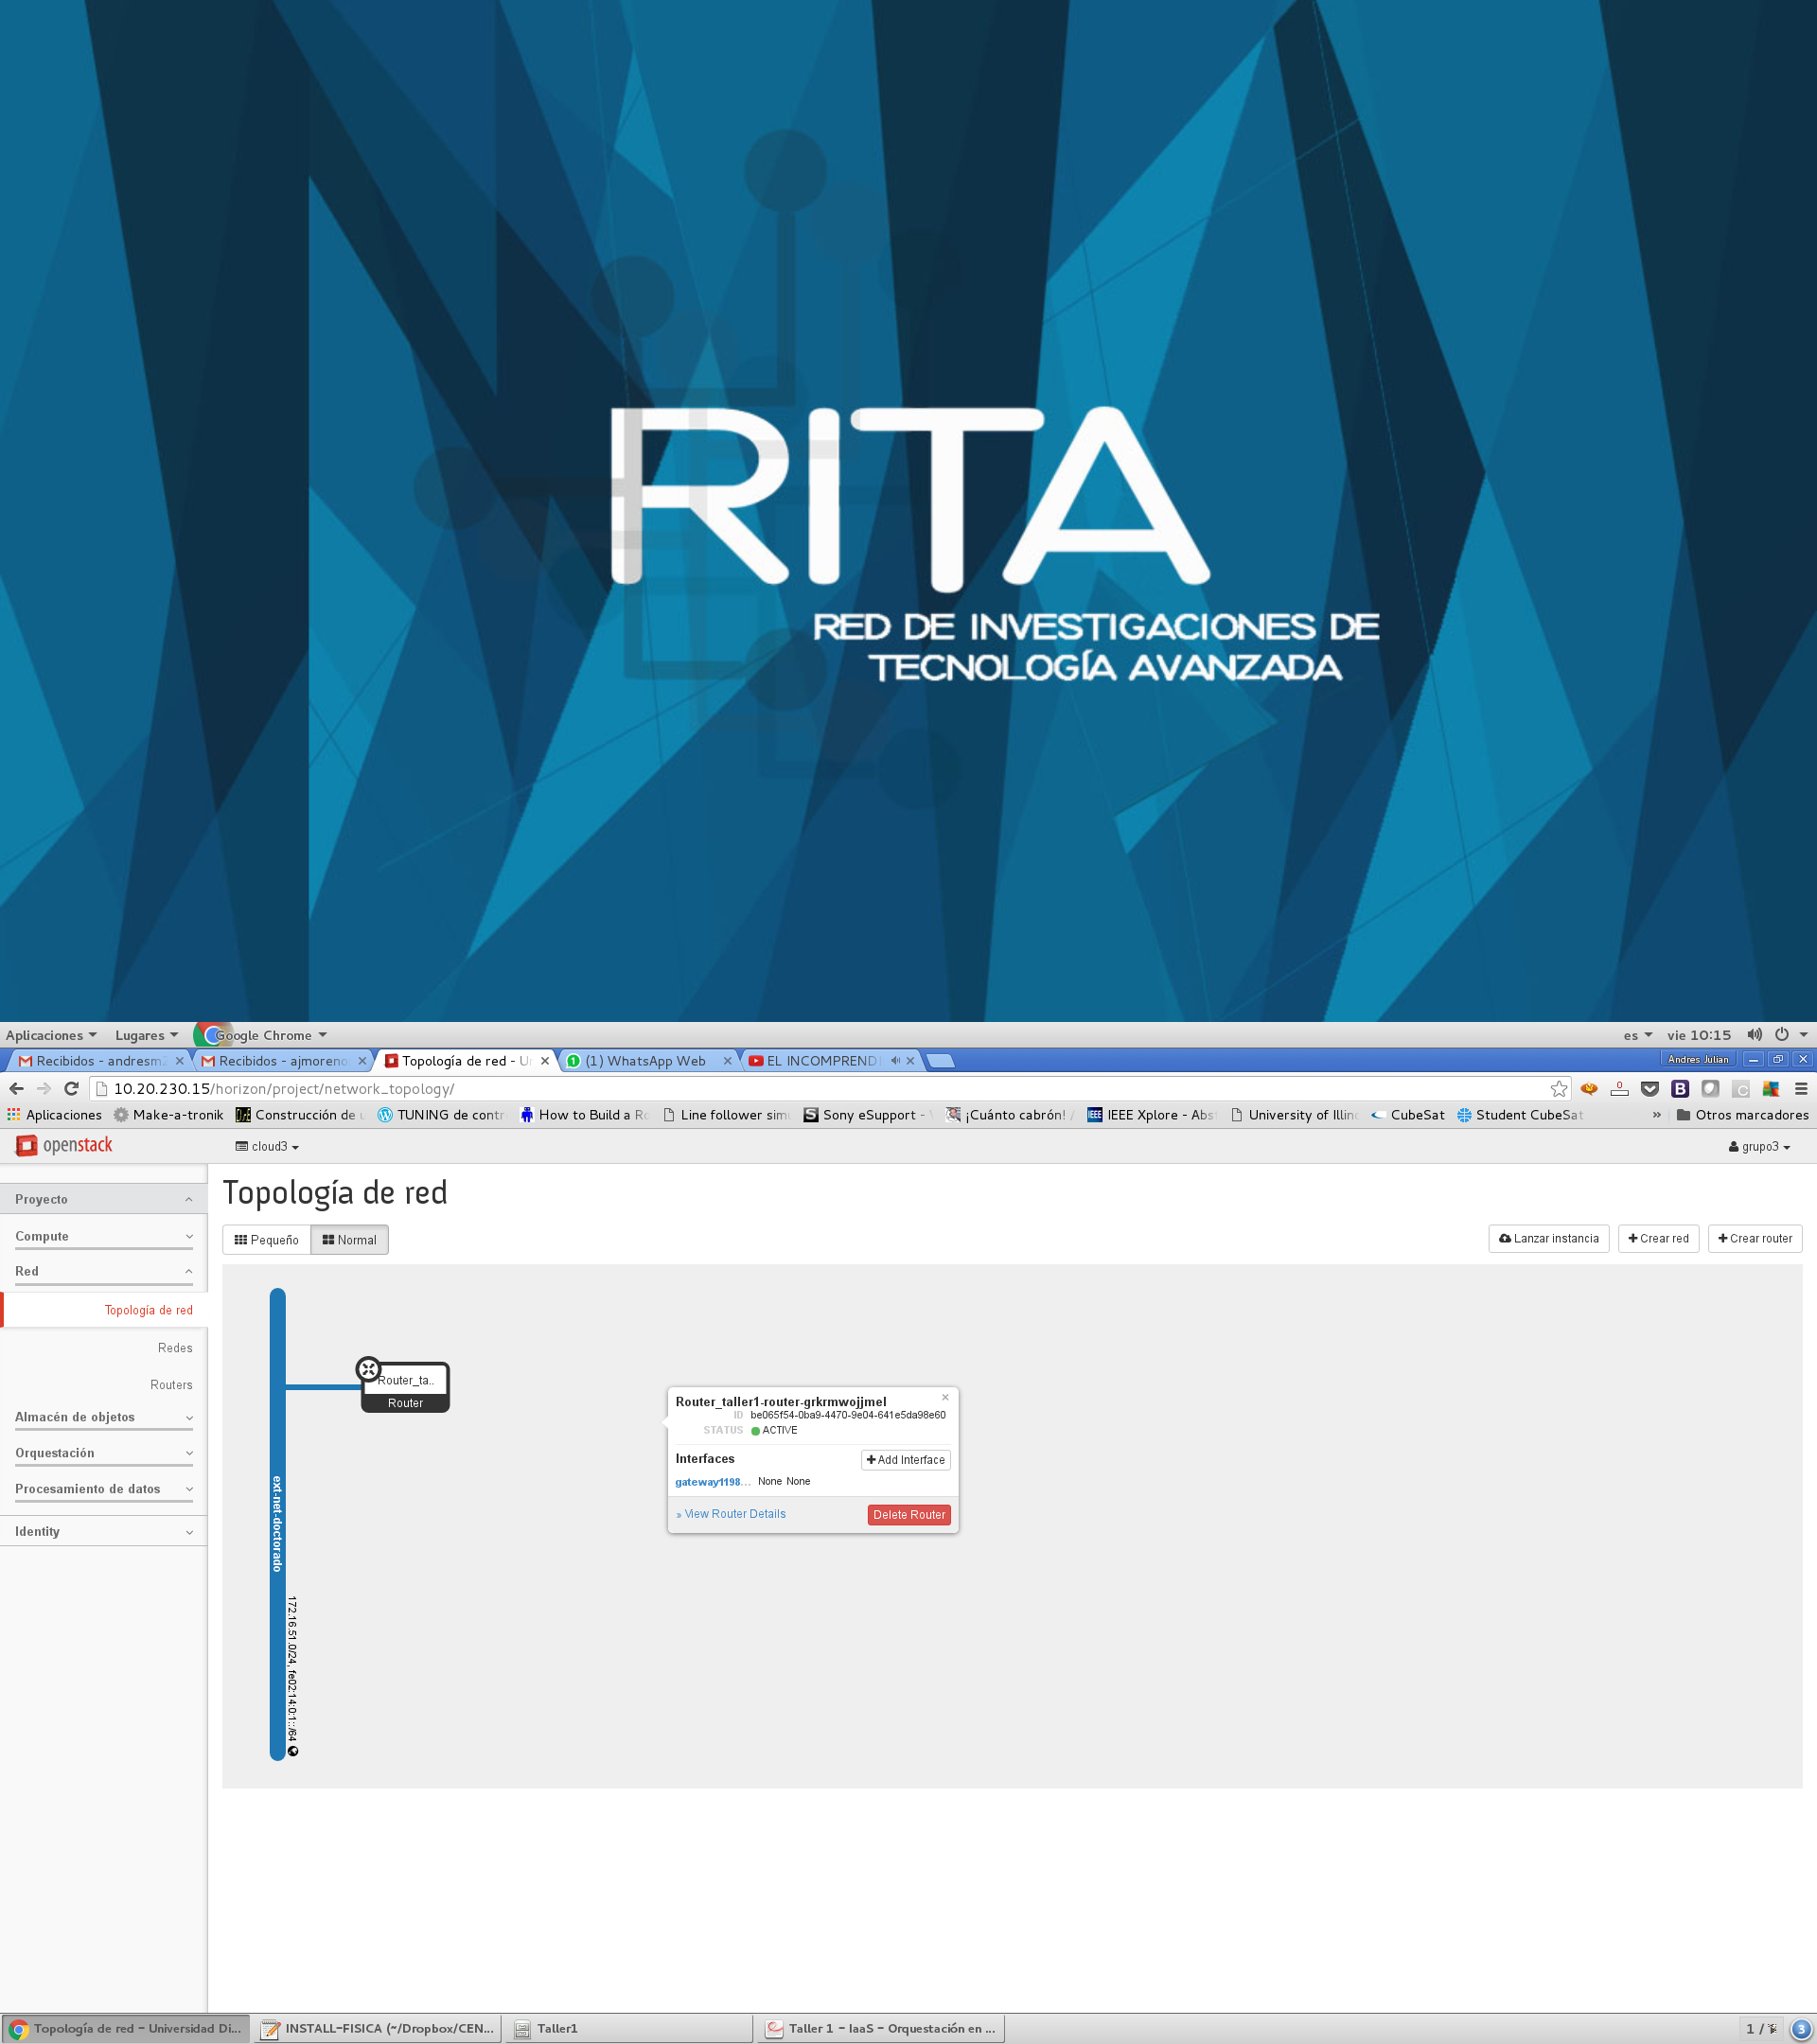 RITA
RED DE INVESTIGACIONES DE
TECNOLOGÍA AVANZADA
Aplicaciones Lugares Google Chrome es vie 10:15
Recibidos - andresm Recibidos - ajmoreno Topología de red - U (1) WhatsApp Web EL INCOMPREND Andres Julian
10.20.230.15/horizon/project/network_topology/ 0 B C
Aplicaciones Make-a-tronik Construcción de TUNING de contr How to Build a Ro Line follower simu Sony eSupport - ¡Cuánto cabrón! / IEEE Xplore - Abs University of Illin CubeSat Student CubeSat » Otros marcadores
openstack cloud3 grupo3
Topología de red
Proyecto
Pequeño Normal Lanzar instancia Crear red Crear router
Compute
Red
Topología de red
Redes
Routers
Almacén de objetos
Orquestación
Procesamiento de datos
Identity
ext-net-doctorado
172.16.51.0/24, fe02:14:0:1::/64
Router_ta..
Router
Router_taller1-router-grkrmwojjmel ×
ID be065f54-0ba9-4470-9e04-641e5da98e60
STATUS ACTIVE
Interfaces Add Interface
gateway1198... None None
» View Router Details Delete Router
Topología de red – Universidad Di... INSTALL-FISICA (~/Dropbox/CEN... Taller1 Taller 1 – IaaS – Orquestación en ... 1 / 3